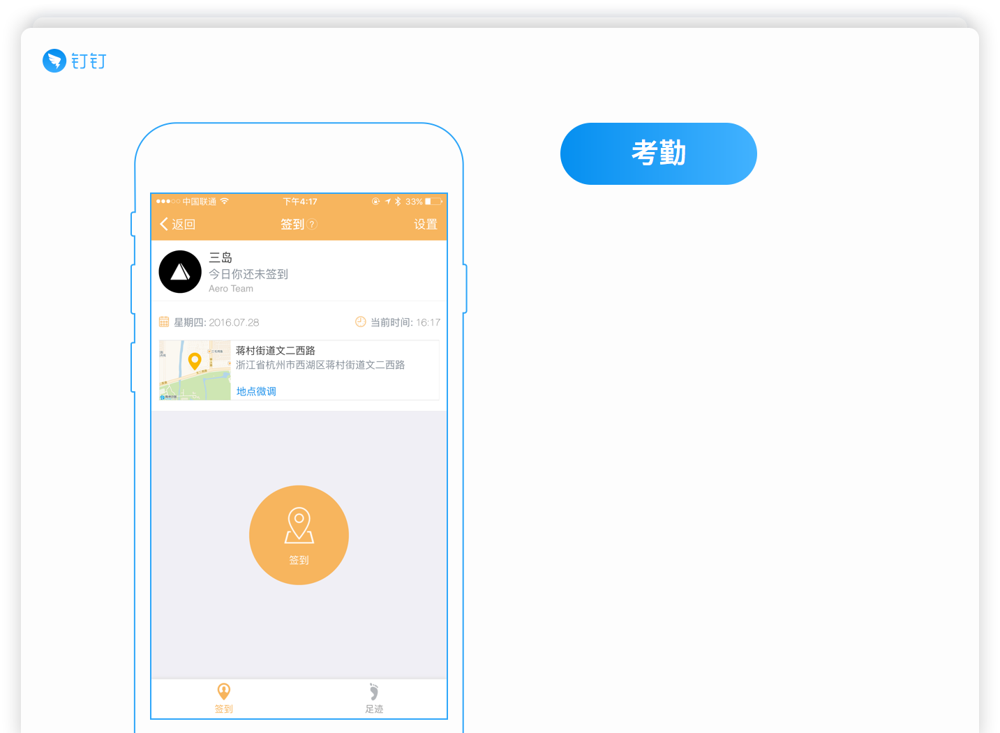 钉钉
考勤
中国联通 下午4:17 33%
返回 签到 ? 设置
三岛
今日你还未签到
Aero Team
星期四: 2016.07.28 当前时间: 16:17
蒋村街道文二西路
浙江省杭州市西湖区蒋村街道文二西路
地点微调
签到
签到 足迹